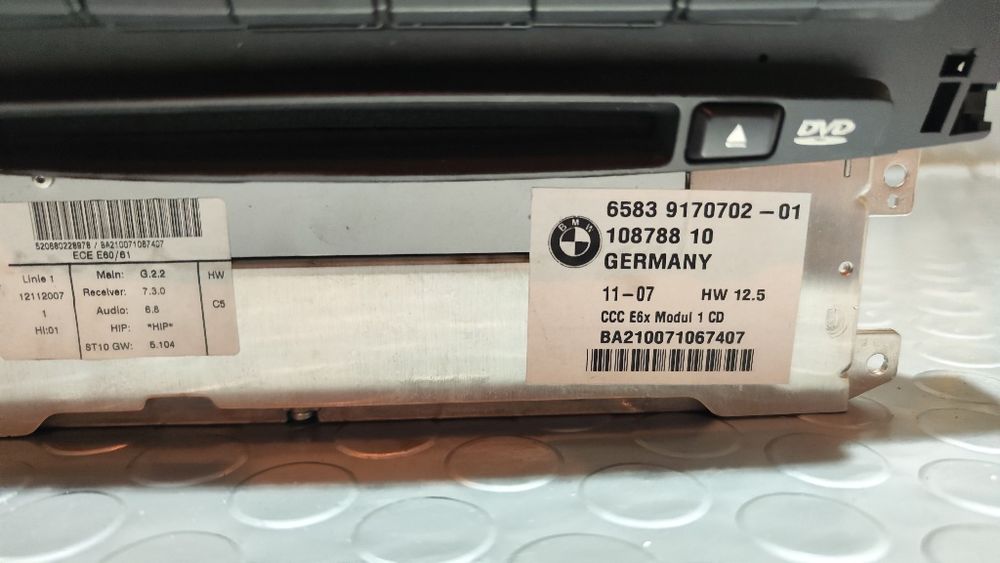 DVD
520880228978 / BA210071067407
ECE E60/61
Linie 1
12112007
1
HI:01
Main: G.2.2
Receiver: 7.3.0
Audio: 6.8
HIP: *HIP*
ST10 GW: 5.104
HW
C5
BMW
6583 9170702-01
108788 10
GERMANY
11-07 HW 12.5
CCC E6x Modul 1 CD
BA210071067407